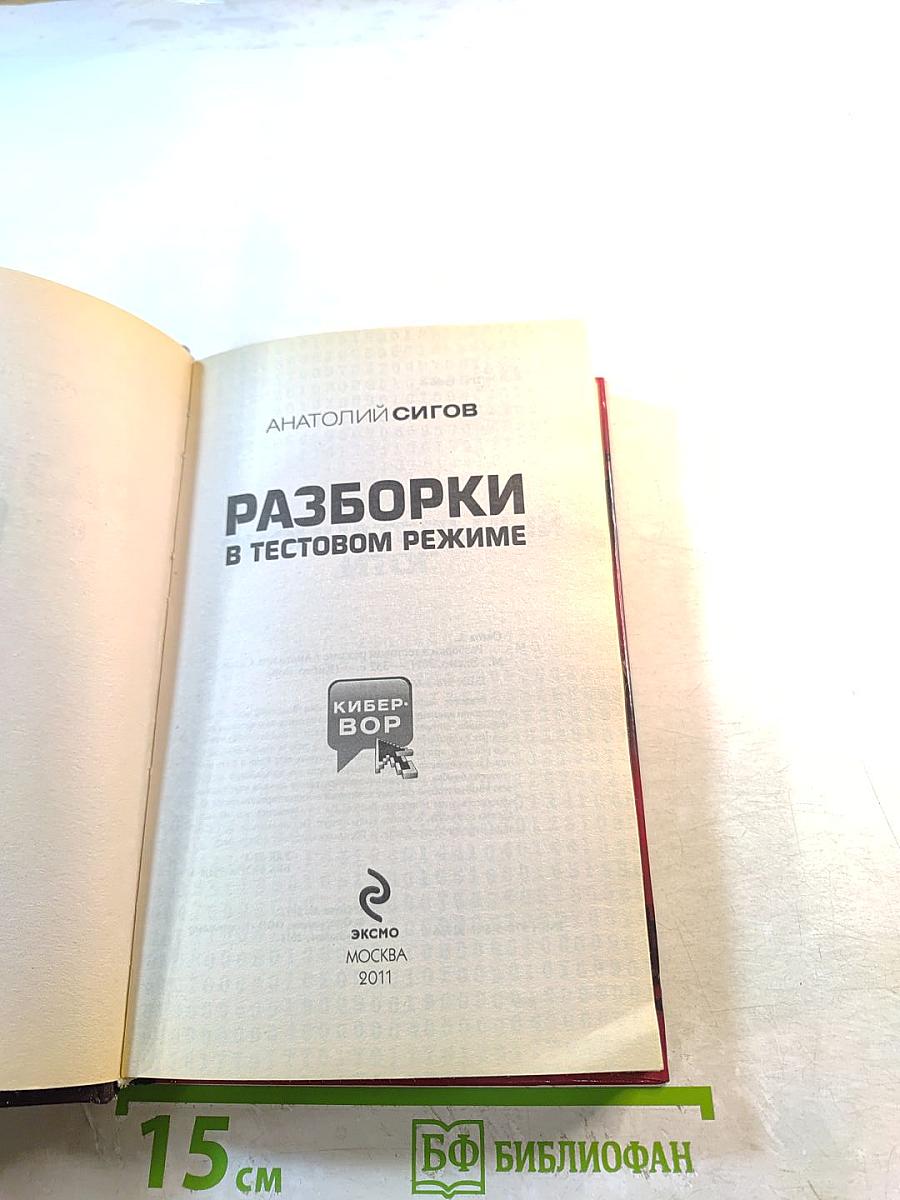 АНАТОЛИЙ СИГОВ
РАЗБОРКИ
В ТЕСТОВОМ РЕЖИМЕ
КИБЕР-
ВОР
ЭКСМО
МОСКВА
2011
15 СМ
БФ БИБЛИОФАН